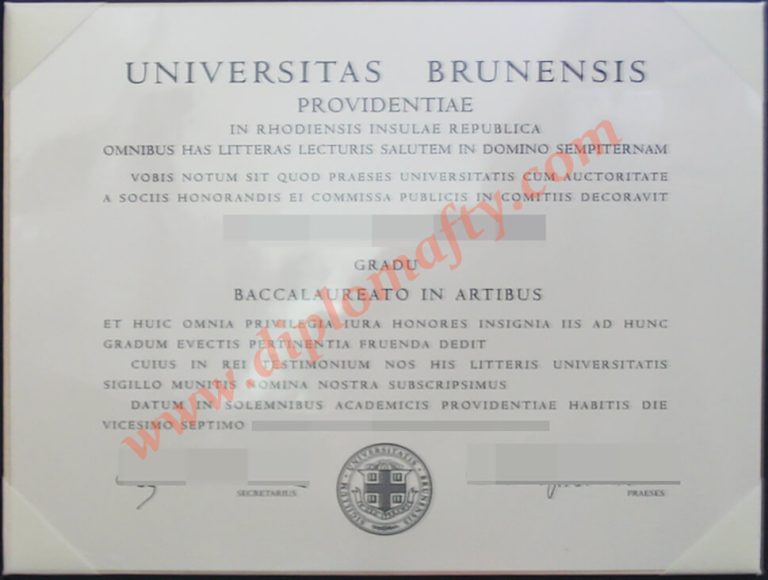 UNIVERSITAS BRUNENSIS
PROVIDENTIAE
IN RHODIENSIS INSULAE REPUBLICA
OMNIBUS HAS LITTERAS LECTURIS SALUTEM IN DOMINO SEMPITERNAM
VOBIS NOTUM SIT QUOD PRAESES UNIVERSITATIS CUM AUCTORITATE
A SOCIIS HONORANDIS EI COMMISSA PUBLICIS IN COMITIIS DECORAVIT
GRADU
BACCALAUREATO IN ARTIBUS
ET HUIC OMNIA PRIVILEGIA IURA HONORES INSIGNIA IIS AD HUNC
GRADUM EVECTIS PERTINENTIA FRUENDA DEDIT
CUIUS IN REI TESTIMONIUM NOS HIS LITTERIS UNIVERSITATIS
SIGILLO MUNITIS ROMINA NOSTRA SUBSCRIPSIMUS
DATUM IN SOLEMNIBUS ACADEMICIS PROVIDENTIAE HABITIS DIE
VICESIMO SEPTIMO
SECRETARIUS
PRAESES
SIGILLUM UNIVERSITATIS BRUNENSIS
www.diplomafty.com